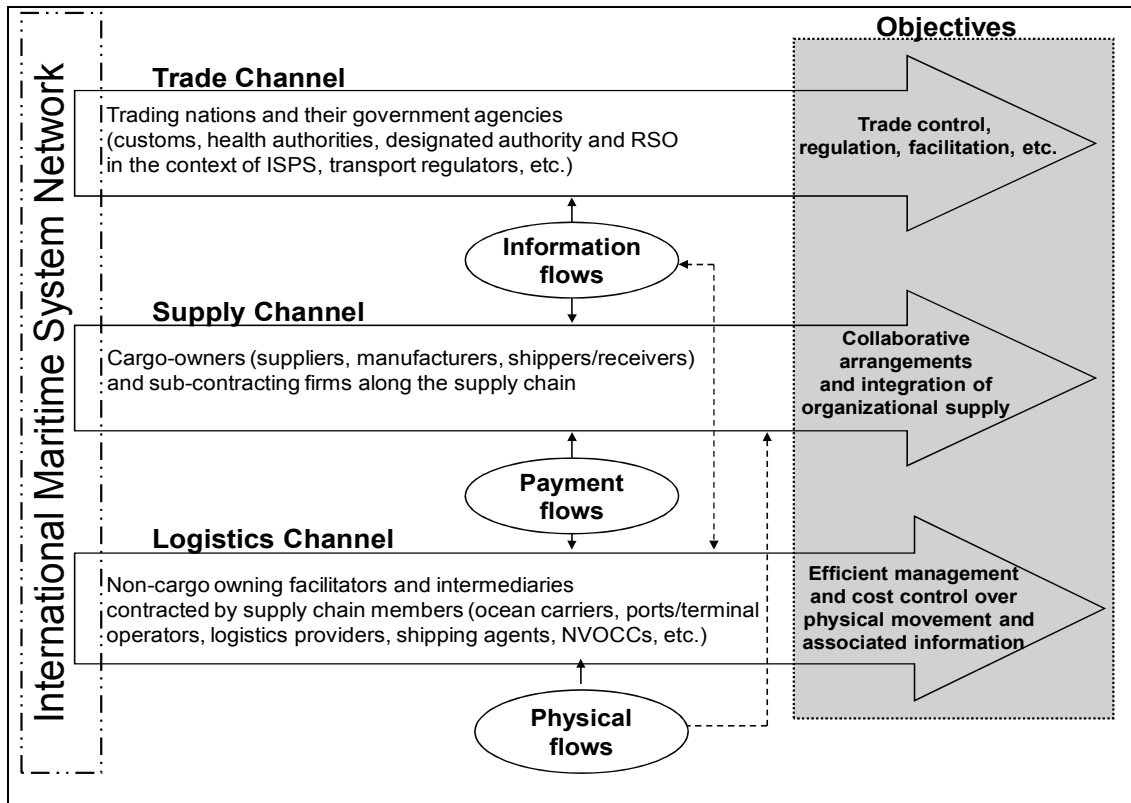 International Maritime System Network
Objectives
Trade Channel
Trading nations and their government agencies
(customs, health authorities, designated authority and RSO
in the context of ISPS, transport regulators, etc.)
Trade control,
regulation, facilitation, etc.
Information
flows
Supply Channel
Cargo-owners (suppliers, manufacturers, shippers/receivers)
and sub-contracting firms along the supply chain
Collaborative
arrangements
and integration of
organizational supply
Payment
flows
Logistics Channel
Non-cargo owning facilitators and intermediaries
contracted by supply chain members (ocean carriers, ports/terminal
operators, logistics providers, shipping agents, NVOCCs, etc.)
Efficient management
and cost control over
physical movement and
associated information
Physical
flows